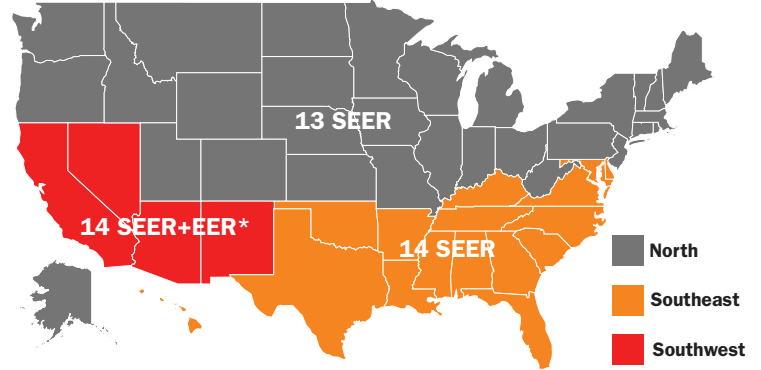 13 SEER
14 SEER+EER*
14 SEER
North
Southeast
Southwest